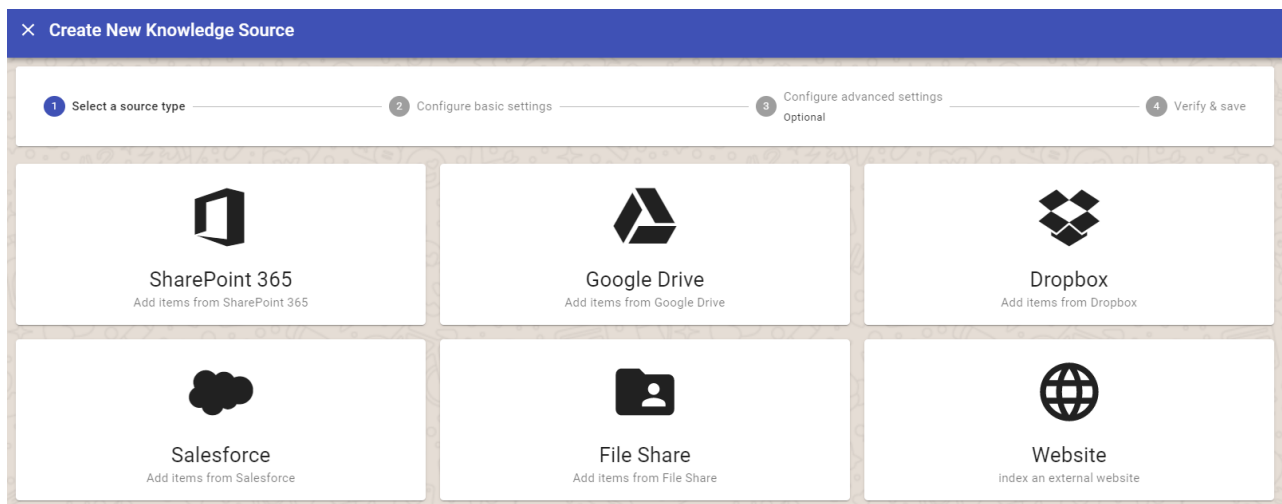 Create New Knowledge Source
1 Select a source type
2 Configure basic settings
3 Configure advanced settings
Optional
4 Verify & save
SharePoint 365
Add items from SharePoint 365
Google Drive
Add items from Google Drive
Dropbox
Add items from Dropbox
Salesforce
Add items from Salesforce
File Share
Add items from File Share
Website
index an external website